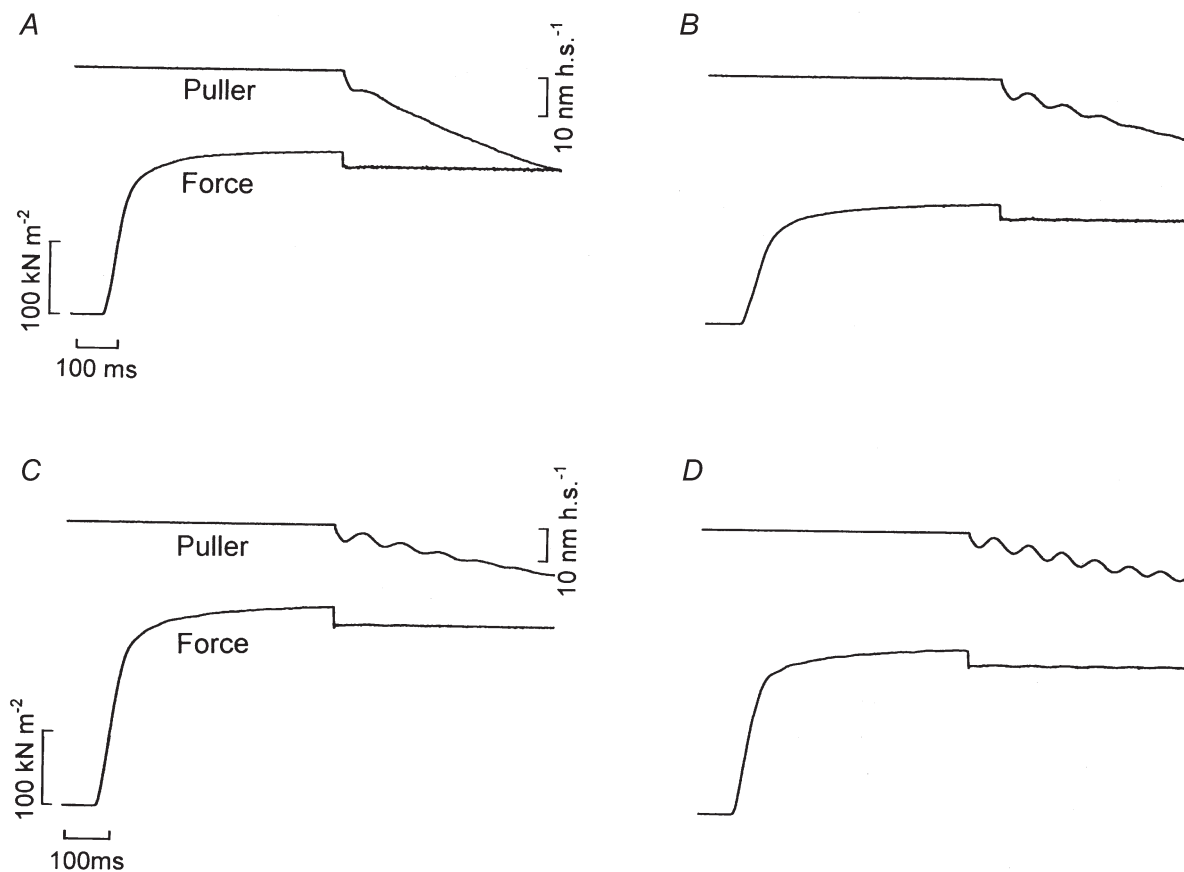 A
Puller
10 nm h.s.-1
Force
100 kN m-2
100 ms
B
C
Puller
10 nm h.s.-1
Force
100 kN m-2
100ms
D